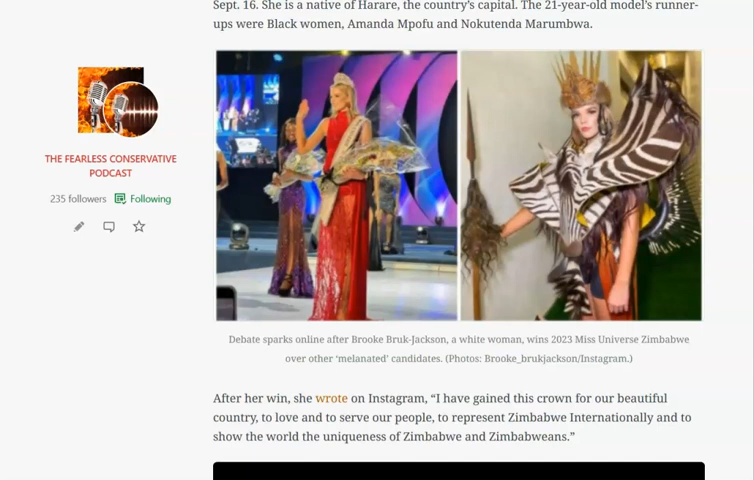 Sept. 16. She is a native of Harare, the country’s capital. The 21-year-old model’s runner-
ups were Black women, Amanda Mpofu and Nokutenda Marumbwa.
THE FEARLESS CONSERVATIVE
PODCAST
235 followers Following
Debate sparks online after Brooke Bruk-Jackson, a white woman, wins 2023 Miss Universe Zimbabwe
over other ‘melanated’ candidates. (Photos: Brooke_brukjackson/Instagram.)
After her win, she wrote on Instagram, “I have gained this crown for our beautiful
country, to love and to serve our people, to represent Zimbabwe Internationally and to
show the world the uniqueness of Zimbabwe and Zimbabweans.”